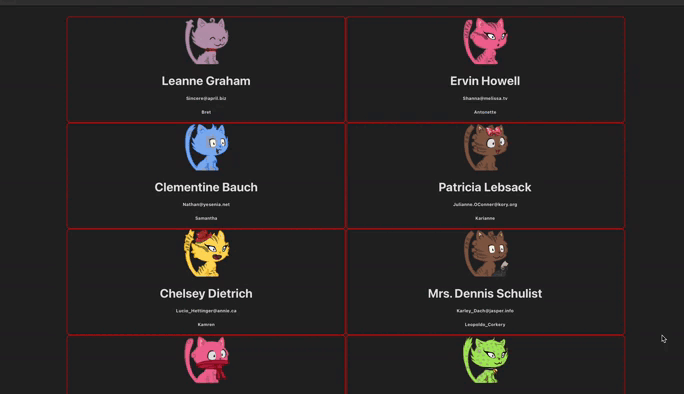 Leanne Graham
Sincere@april.biz
Bret
Ervin Howell
Shanna@melissa.tv
Antonette
Clementine Bauch
Nathan@yesenia.net
Samantha
Patricia Lebsack
Julianne.OConner@kory.org
Karianne
Chelsey Dietrich
Lucio_Hettinger@annie.ca
Kamren
Mrs. Dennis Schulist
Karley_Dach@jasper.info
Leopoldo_Corkery